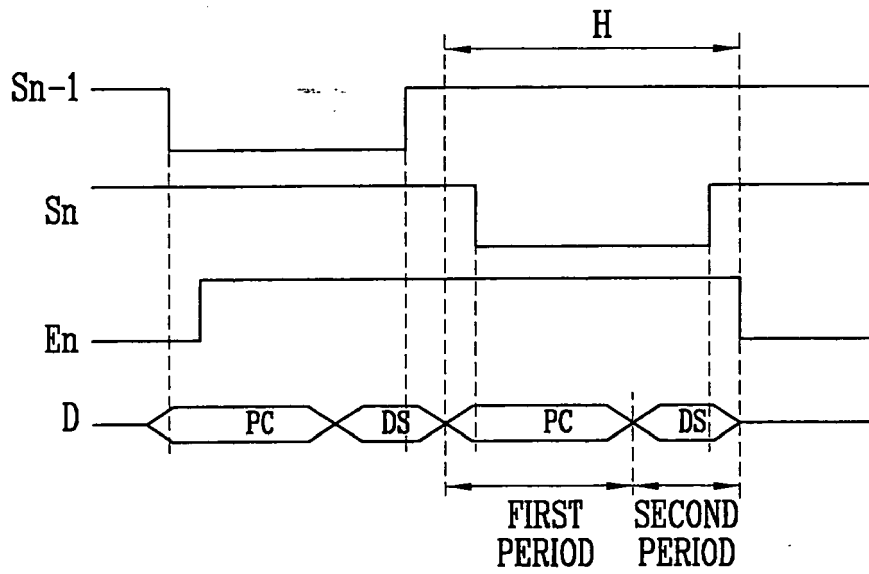 H
Sn-1
Sn
En
D PC DS PC DS
FIRST PERIOD
SECOND PERIOD